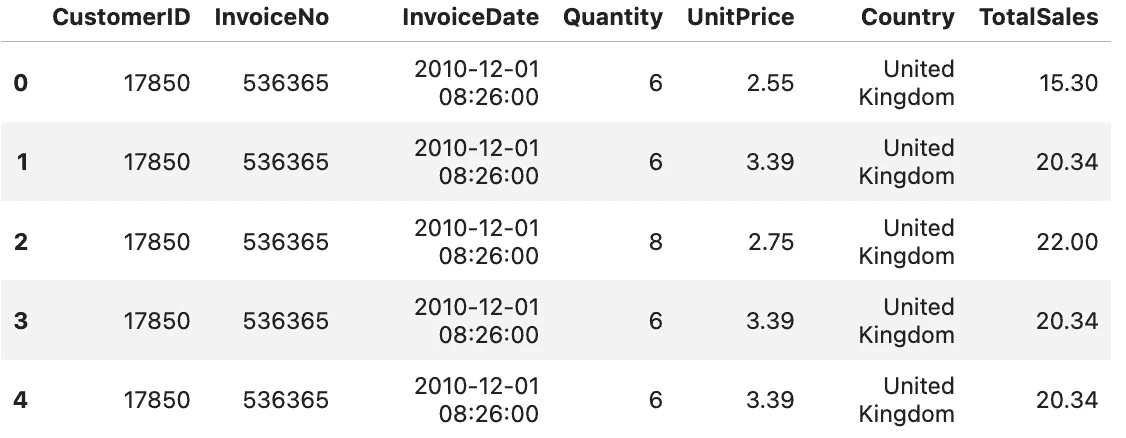 CustomerID InvoiceNo InvoiceDate Quantity UnitPrice Country TotalSales
0 17850 536365 2010-12-01 08:26:00 6 2.55 United Kingdom 15.30
1 17850 536365 2010-12-01 08:26:00 6 3.39 United Kingdom 20.34
2 17850 536365 2010-12-01 08:26:00 8 2.75 United Kingdom 22.00
3 17850 536365 2010-12-01 08:26:00 6 3.39 United Kingdom 20.34
4 17850 536365 2010-12-01 08:26:00 6 3.39 United Kingdom 20.34